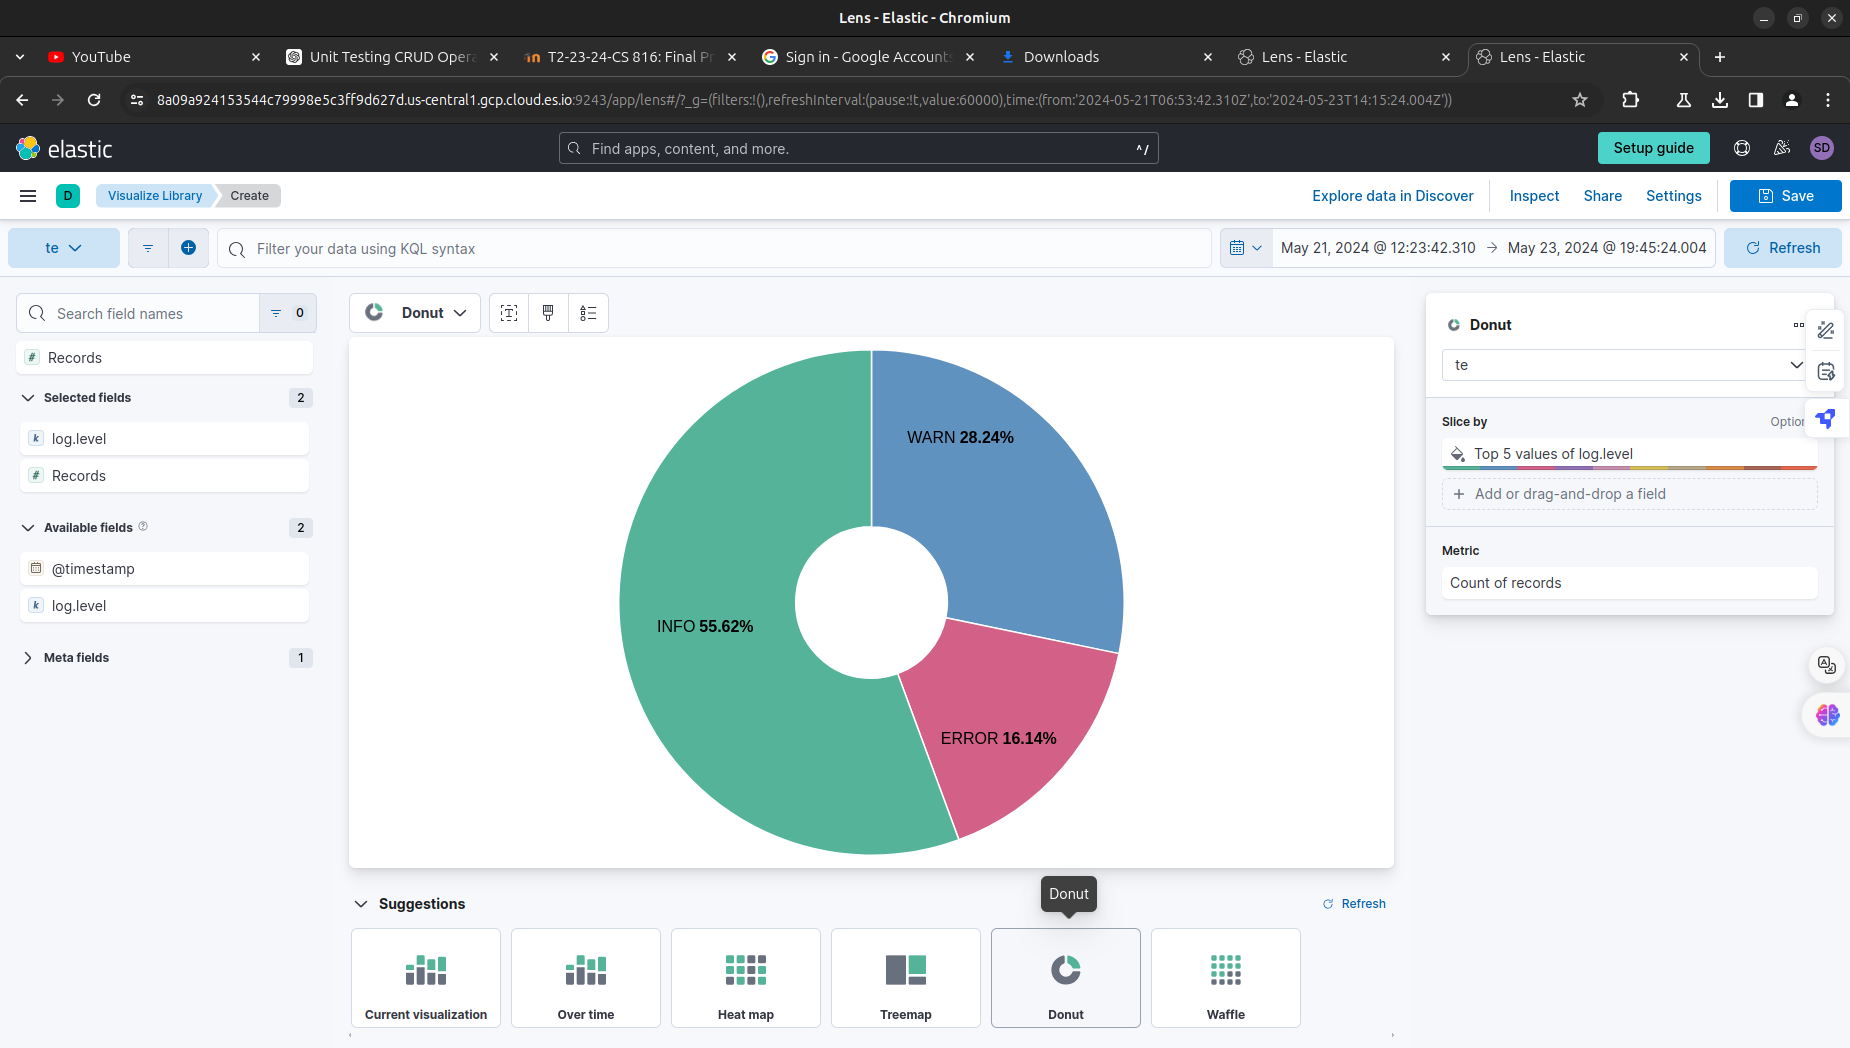 Lens - Elastic - Chromium
YouTube
Unit Testing CRUD Opera
T2-23-24-CS 816: Final Pr
Sign in - Google Accounts
Downloads
Lens - Elastic
Lens - Elastic
8a09a924153544c79998e5c3ff9d627d.us-central1.gcp.cloud.es.io:9243/app/lens#/?_g=(filters:!(),refreshInterval:(pause:!t,value:60000),time:(from:'2024-05-21T06:53:42.310Z',to:'2024-05-23T14:15:24.004Z'))
elastic
Find apps, content, and more.
^/
Setup guide
SD
D
Visualize Library
Create
Explore data in Discover
Inspect
Share
Settings
Save
te
Filter your data using KQL syntax
May 21, 2024 @ 12:23:42.310 → May 23, 2024 @ 19:45:24.004
Refresh
Search field names
0
# Records
Selected fields 2
k log.level
# Records
Available fields 2
@timestamp
k log.level
Meta fields 1
Donut
WARN 28.24%
INFO 55.62%
ERROR 16.14%
Donut
Suggestions
Refresh
Current visualization
Over time
Heat map
Treemap
Donut
Waffle
Donut
te
Slice by
Option
Top 5 values of log.level
+ Add or drag-and-drop a field
Metric
Count of records